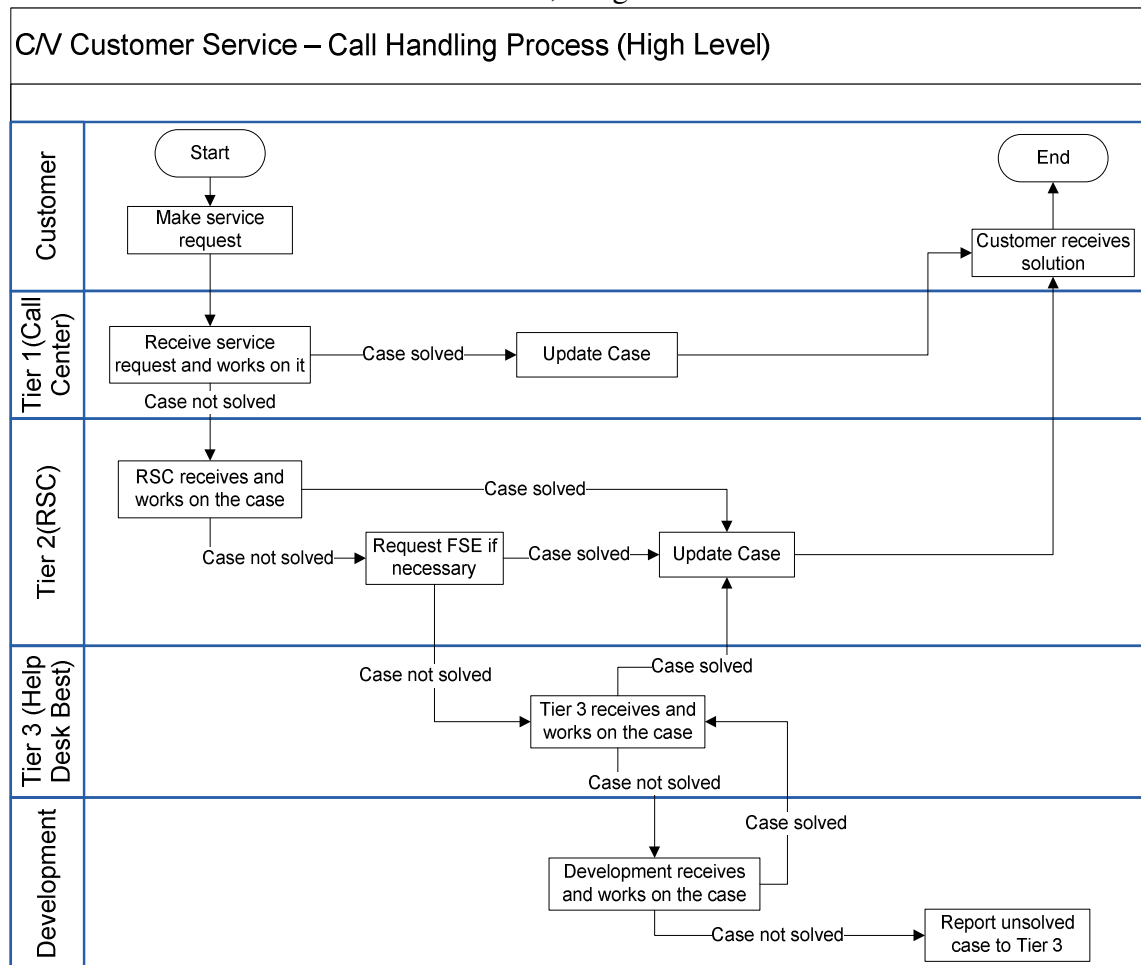 C/V Customer Service – Call Handling Process (High Level)
Customer
Start
End
Make service
request
Customer receives
solution
Tier 1(Call
Center)
Receive service
request and works on it
Case solved
Update Case
Case not solved
Tier 2(RSC)
RSC receives and
works on the case
Case solved
Case not solved
Request FSE if
necessary
Case solved
Update Case
Tier 3 (Help
Desk Best)
Case not solved
Case solved
Tier 3 receives and
works on the case
Case not solved
Development
Case solved
Development receives
and works on the case
Case not solved
Report unsolved
case to Tier 3